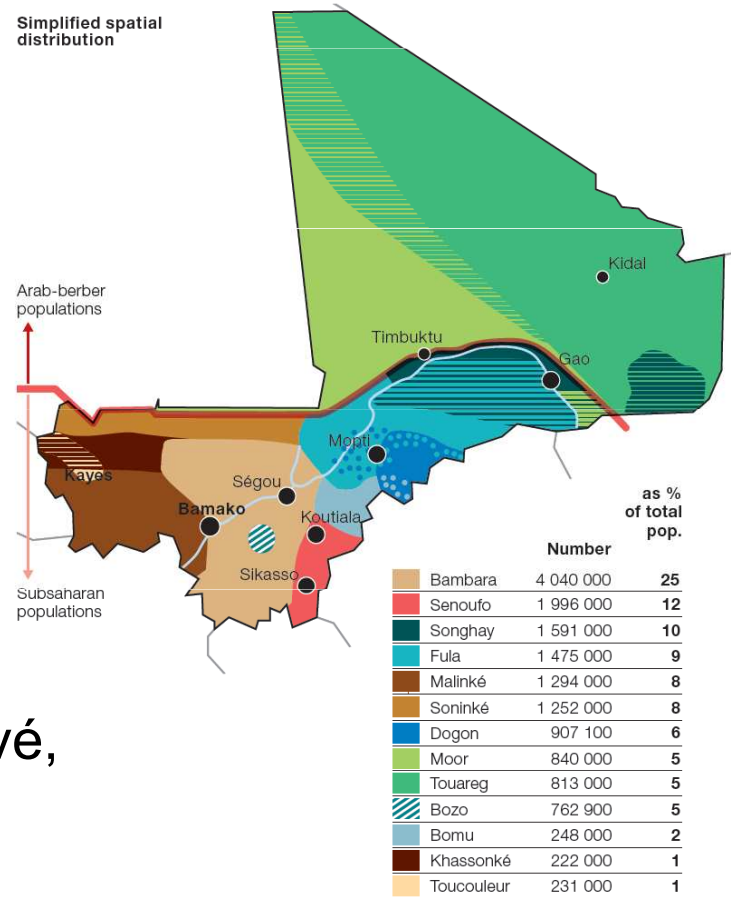 Simplified spatial
distribution
Kidal
Arab-berber
populations
Timbuktu
Gao
Mopti
Kayes
Ségou
Bamako
Koutiala
Sikasso
Subsaharan
populations
as %
of total
pop.
Number
Bambara 4 040 000 25
Senoufo 1 996 000 12
Songhay 1 591 000 10
Fula 1 475 000 9
Malinké 1 294 000 8
Soninké 1 252 000 8
Dogon 907 100 6
Moor 840 000 5
Touareg 813 000 5
Bozo 762 900 5
Bomu 248 000 2
Khassonké 222 000 1
Toucouleur 231 000 1
vé,